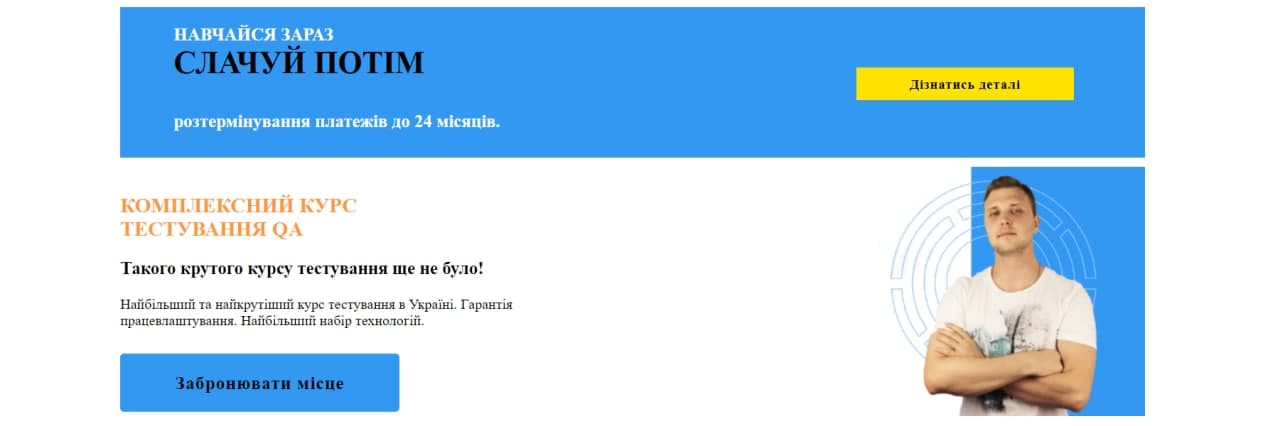 НАВЧАЙСЯ ЗАРАЗ
СЛАЧУЙ ПОТІМ
розтермінування платежів до 24 місяців.
Дізнатись деталі
КОМПЛЕКСНИЙ КУРС
ТЕСТУВАННЯ QA
Такого крутого курсу тестування ще не було!
Найбільший та найкрутіший курс тестування в Україні. Гарантія
працевлаштування. Найбільший набір технологій.
Забронювати місце